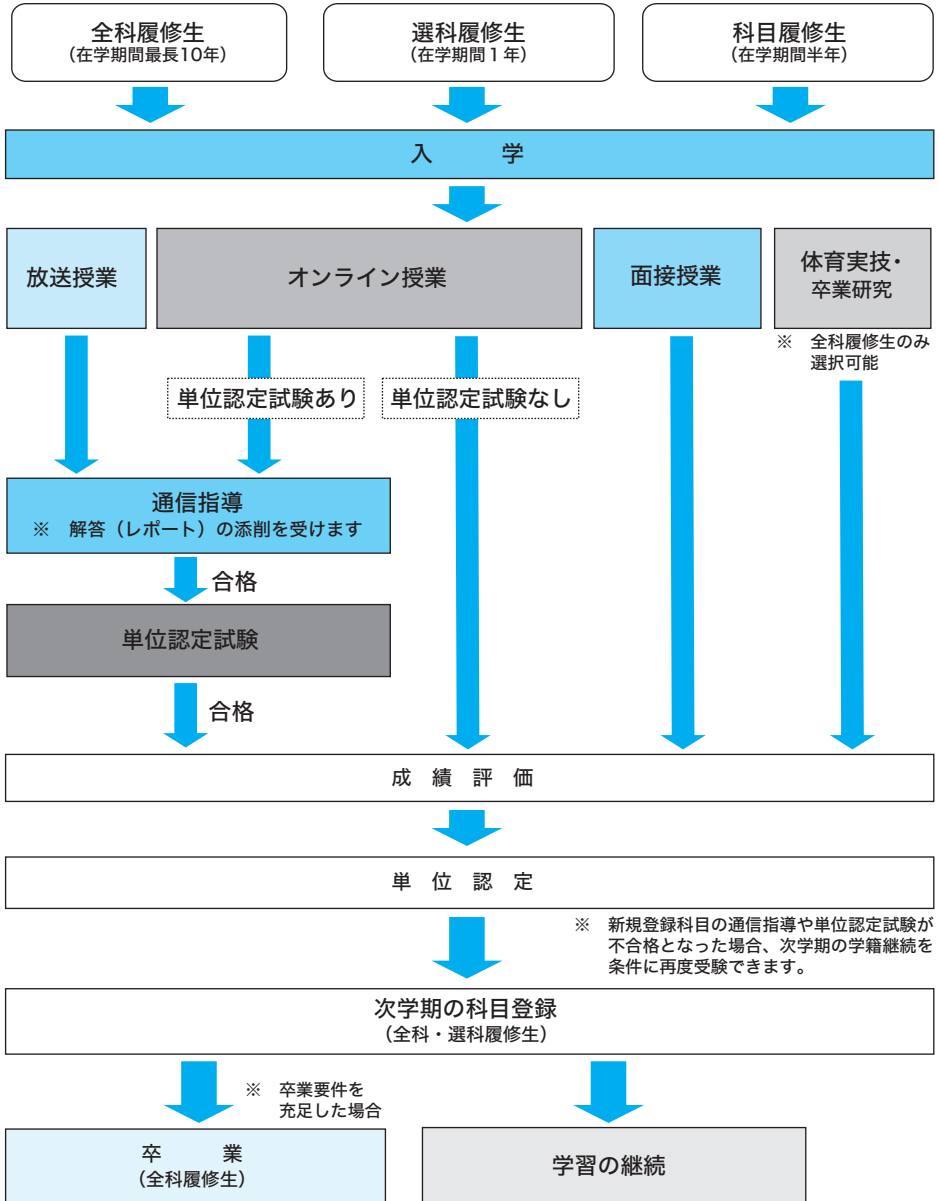 全科履修生
（在学期間最長10年）
選科履修生
（在学期間１年）
科目履修生
（在学期間半年）
入　　学
放送授業
オンライン授業
面接授業
体育実技・
卒業研究
※　全科履修生のみ
選択可能
単位認定試験あり
単位認定試験なし
通信指導
※　解答（レポート）の添削を受けます
合格
単位認定試験
合格
成　績　評　価
単　位　認　定
※　新規登録科目の通信指導や単位認定試験が
不合格となった場合、次学期の学籍継続を
条件に再度受験できます。
次学期の科目登録
（全科・選科履修生）
※　卒業要件を
充足した場合
卒　　業
（全科履修生）
学習の継続